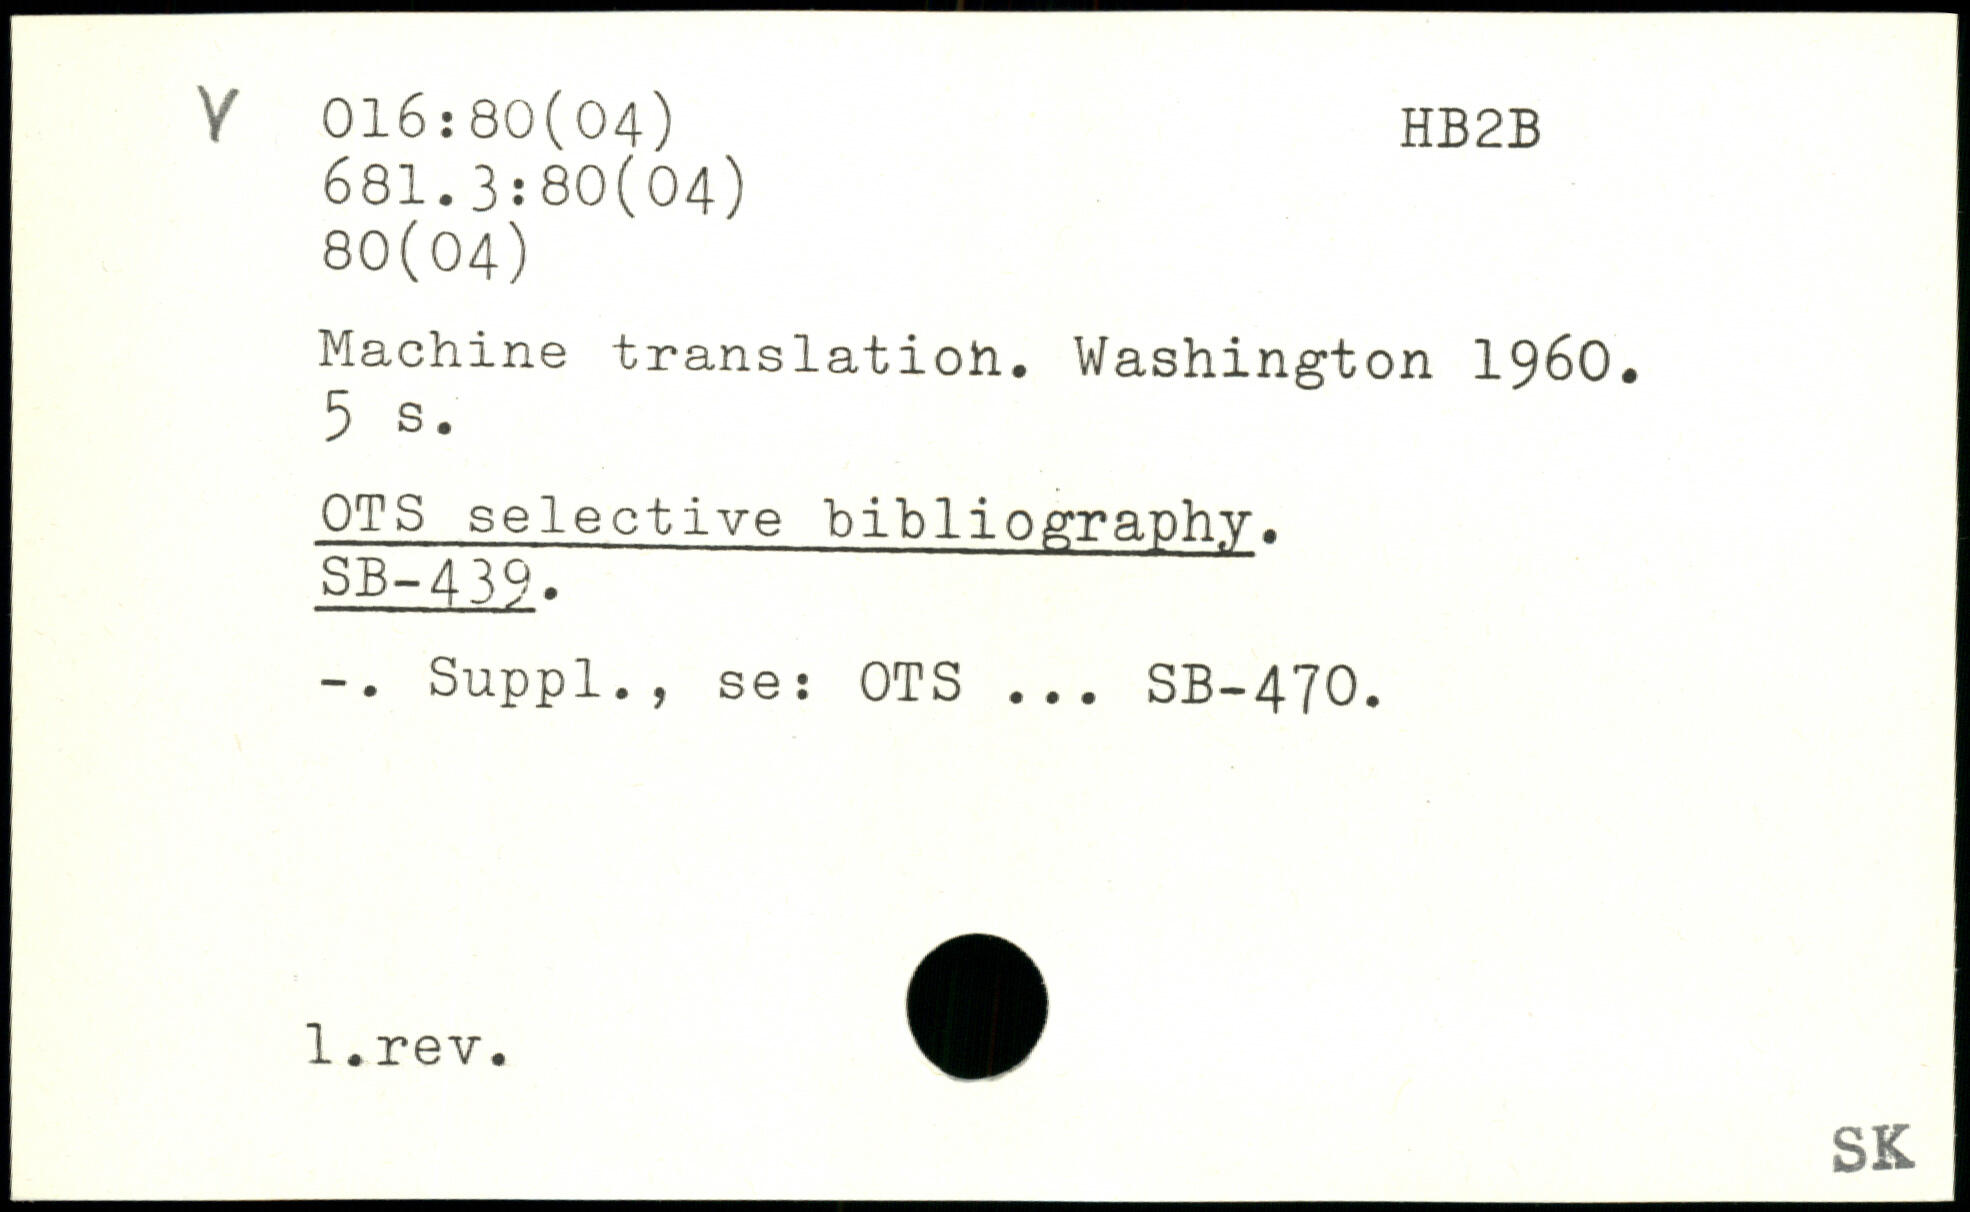 V 016:80(04) HB2B
681.3:80(04)
80(04)
Machine translation. Washington 1960.
5 s.
OTS selective bibliography.
SB-439.
-. Suppl., se: OTS ... SB-470.
1.rev.
SK